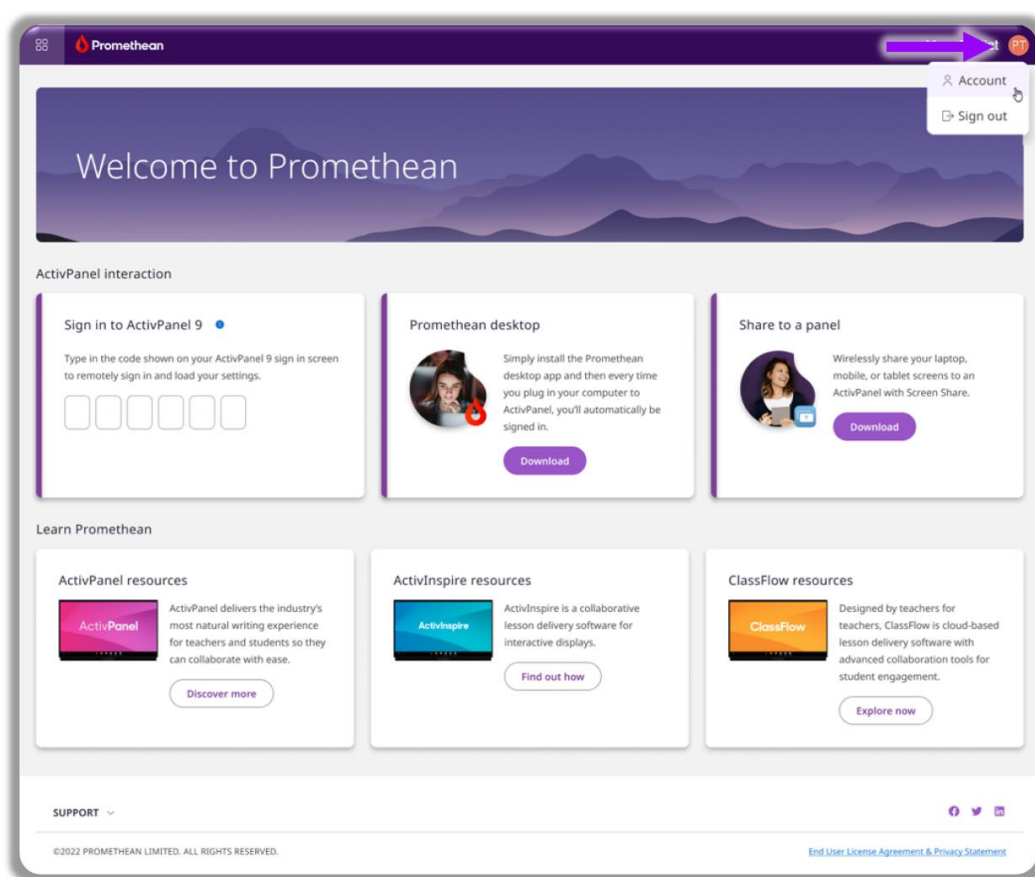 Promethean
PT
Account
Sign out
Welcome to Promethean
ActivPanel interaction
Sign in to ActivPanel 9
Type in the code shown on your ActivPanel 9 sign in screen
to remotely sign in and load your settings.
Promethean desktop
Simply install the Promethean
desktop app and then every time
you plug in your computer to
ActivPanel, you'll automatically be
signed in.
Download
Share to a panel
Wirelessly share your laptop,
mobile, or tablet screens to an
ActivPanel with Screen Share.
Download
Learn Promethean
ActivPanel resources
ActivPanel
ActivPanel delivers the industry's
most natural writing experience
for teachers and students so they
can collaborate with ease.
Discover more
ActivInspire resources
ActivInspire
ActivInspire is a collaborative
lesson delivery software for
interactive displays.
Find out how
ClassFlow resources
ClassFlow
Designed by teachers for
teachers, ClassFlow is cloud-based
lesson delivery software with
advanced collaboration tools for
student engagement.
Explore now
SUPPORT
©2022 PROMETHEAN LIMITED. ALL RIGHTS RESERVED.
End User License Agreement & Privacy Statement